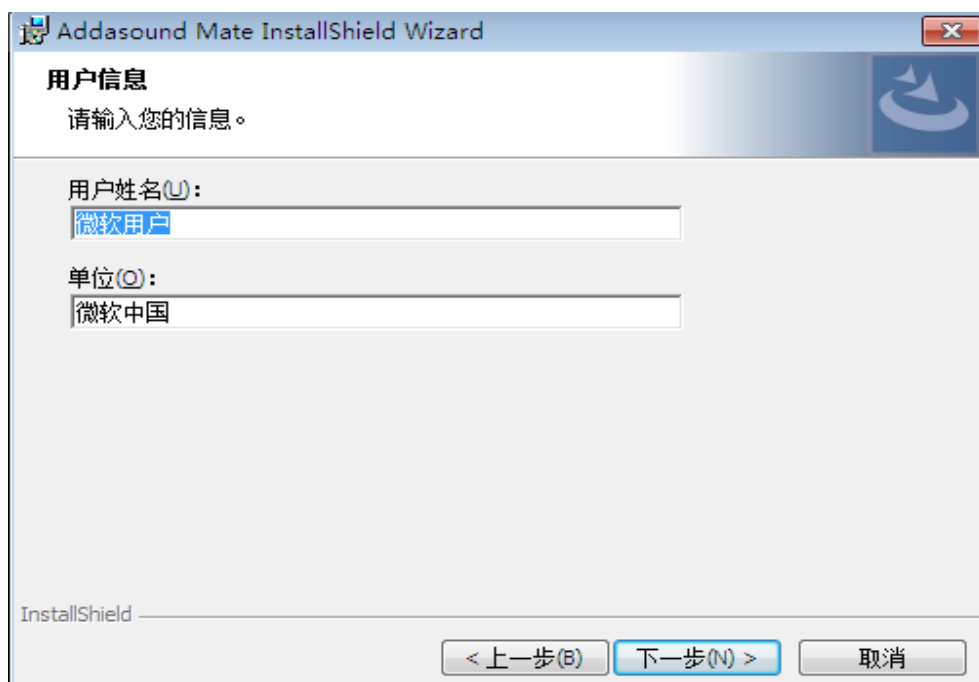 Addasound Mate InstallShield Wizard
用户信息
请输入您的信息。
用户姓名(U)：
微软用户
单位(O)：
微软中国
InstallShield
< 上一步(B)
下一步(N) >
取消